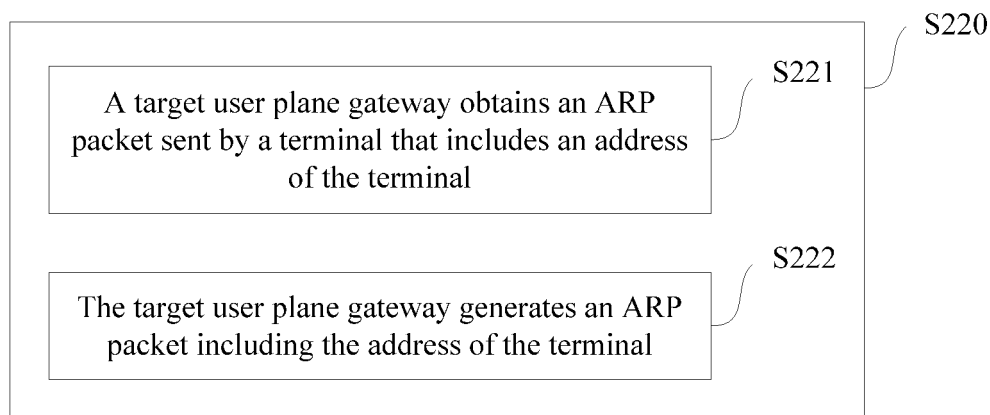 S220
S221
A target user plane gateway obtains an ARP
packet sent by a terminal that includes an address
of the terminal
S222
The target user plane gateway generates an ARP
packet including the address of the terminal